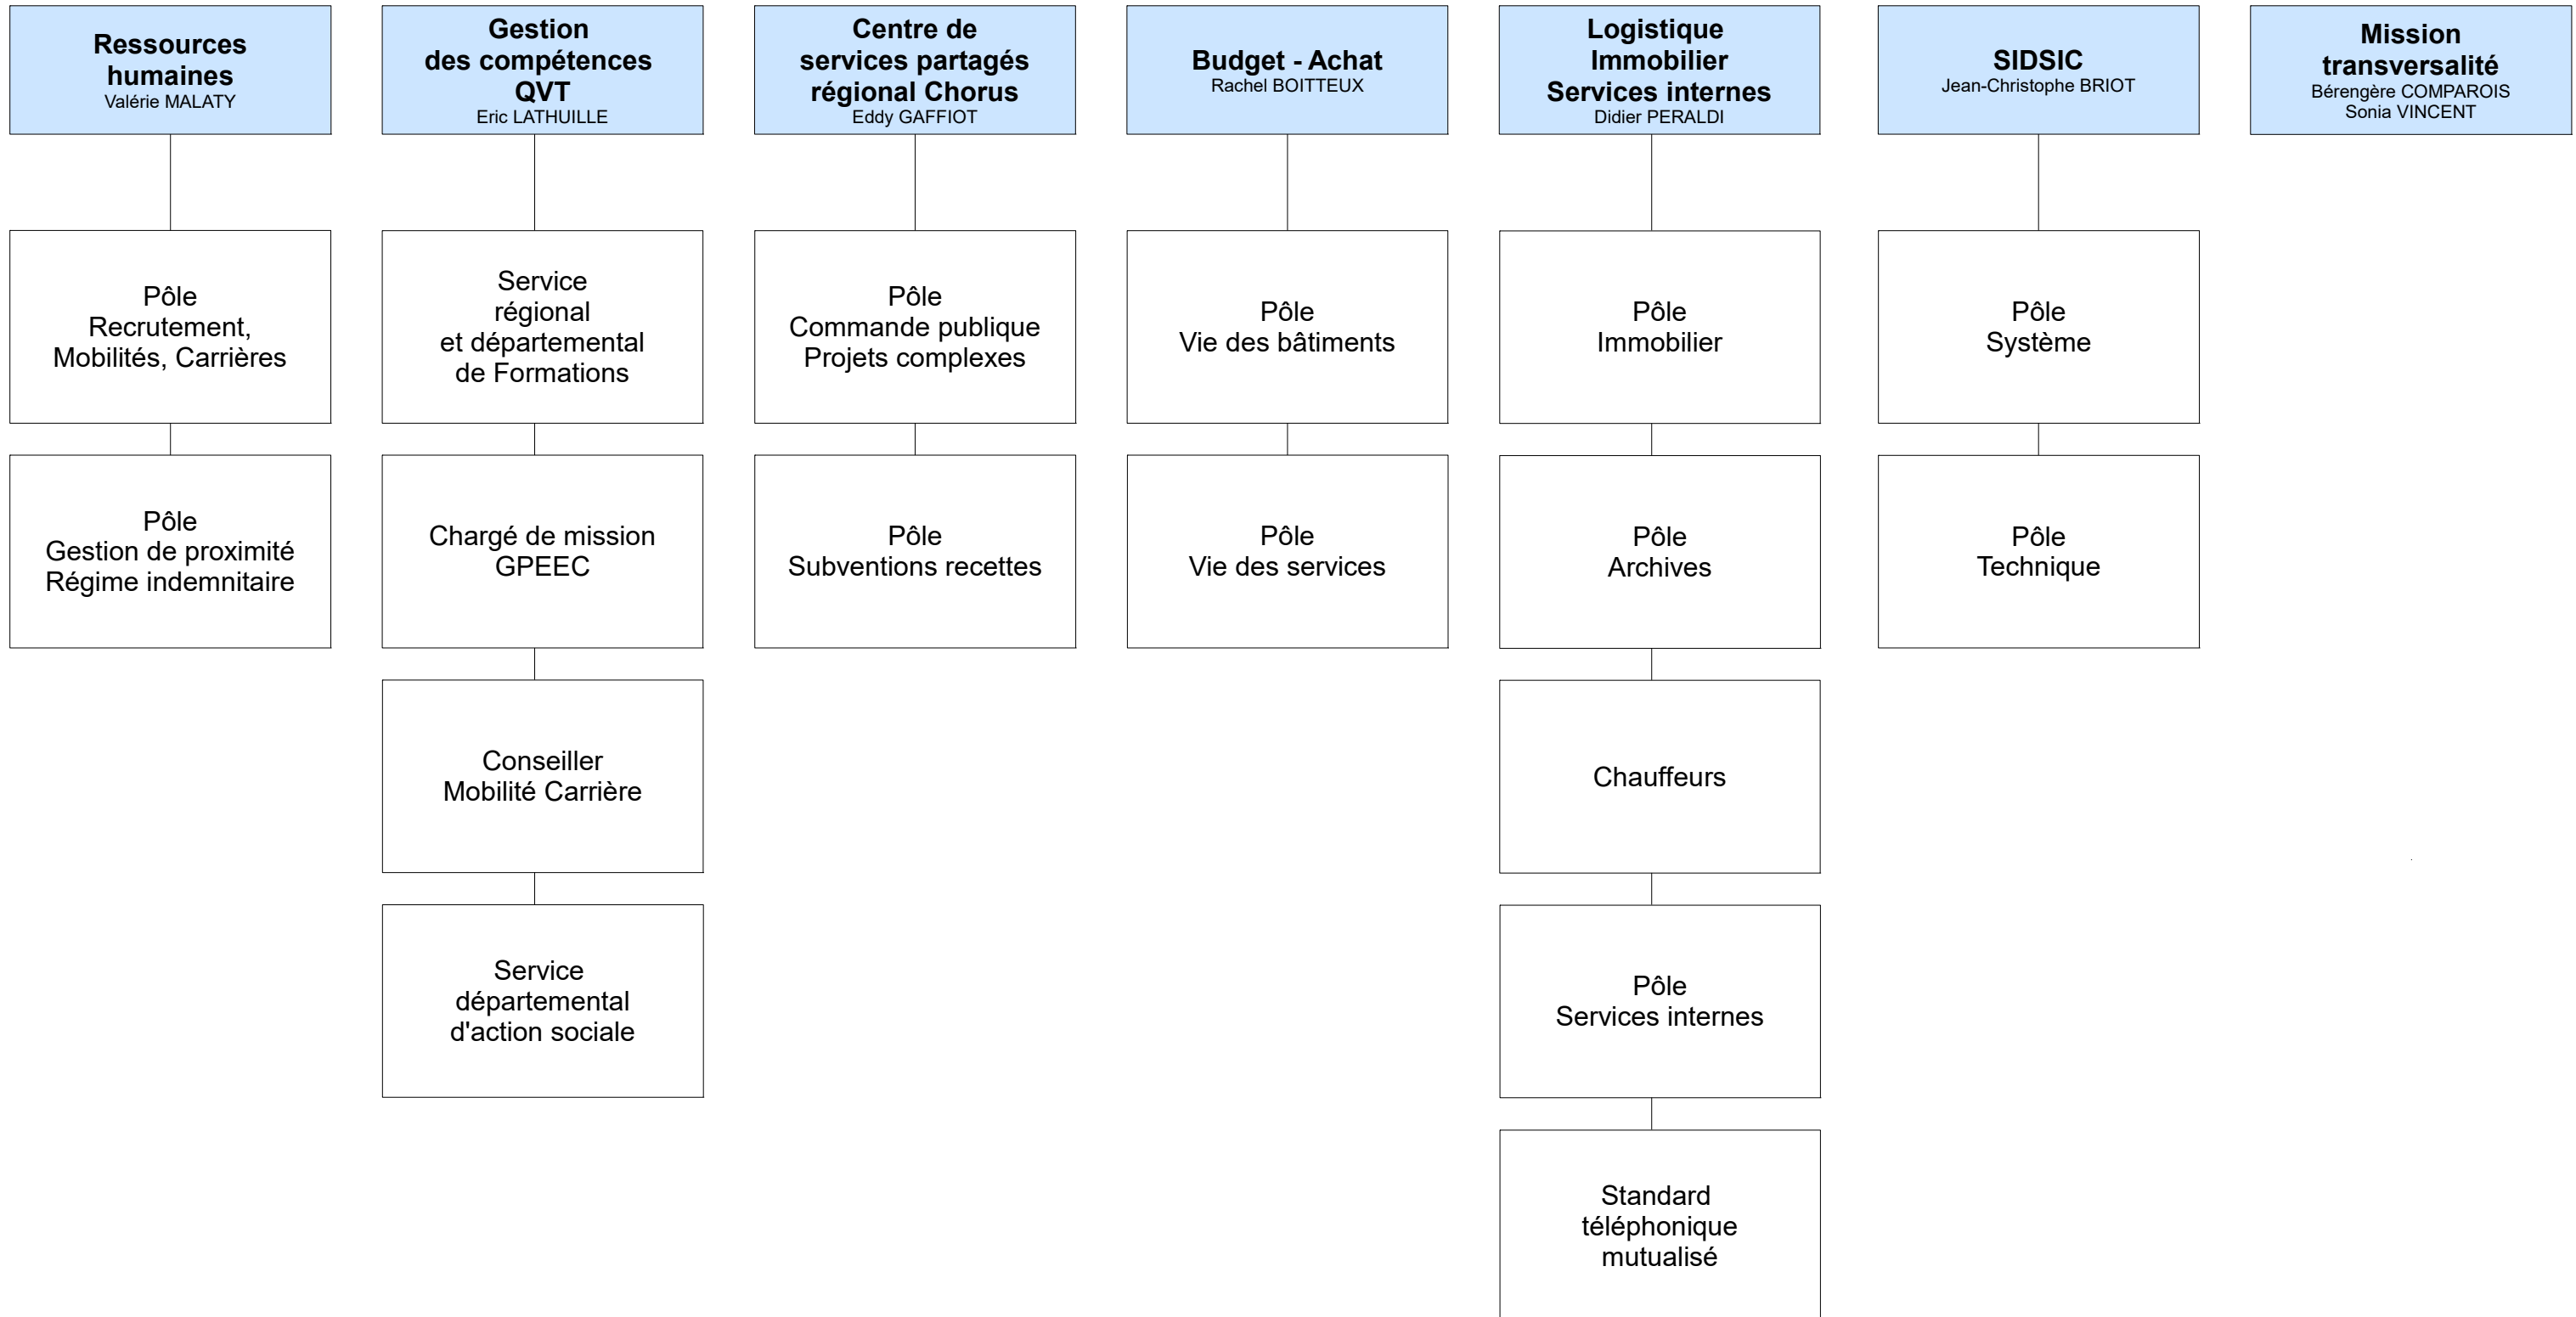 Ressources
humaines
Valérie MALATY
Pôle
Recrutement,
Mobilités, Carrières
Pôle
Gestion de proximité
Régime indemnitaire
Gestion
des compétences
QVT
Eric LATHUILLE
Service
régional
et départemental
de Formations
Chargé de mission
GPEEC
Conseiller
Mobilité Carrière
Service
départemental
d'action sociale
Centre de
services partagés
régional Chorus
Eddy GAFFIOT
Pôle
Commande publique
Projets complexes
Pôle
Subventions recettes
Budget - Achat
Rachel BOITTEUX
Pôle
Vie des bâtiments
Pôle
Vie des services
Logistique
Immobilier
Services internes
Didier PERALDI
Pôle
Immobilier
Pôle
Archives
Chauffeurs
Pôle
Services internes
Standard
téléphonique
mutualisé
SIDSIC
Jean-Christophe BRIOT
Pôle
Système
Pôle
Technique
Mission
transversalité
Bérengère COMPAROIS
Sonia VINCENT